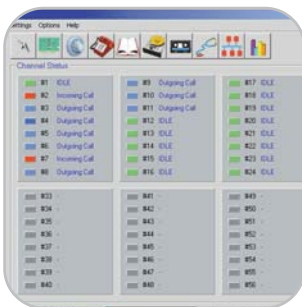 ttings Options Help
Channel Status
#1 IDLE
#2 Incoming Call
#3 Outgoing Call
#4 Outgoing Call
#5 Outgoing Call
#6 Outgoing Call
#7 Incoming Call
#8 Outgoing Call
#9 Outgoing Call
#10 Outgoing Call
#11 Outgoing Call
#12 IDLE
#13 IDLE
#14 IDLE
#15 IDLE
#16 IDLE
#17 IDLE
#18 IDLE
#19 IDLE
#20 IDLE
#21 IDLE
#22 IDLE
#23 IDLE
#24 IDLE
#33 -
#34 -
#35 -
#36 -
#37 -
#38 -
#39 -
#40 -
#41 -
#42 -
#43 -
#44 -
#45 -
#46 -
#47 -
#48 -
#49 -
#50 -
#51 -
#52 -
#53 -
#54 -
#55 -
#56 -